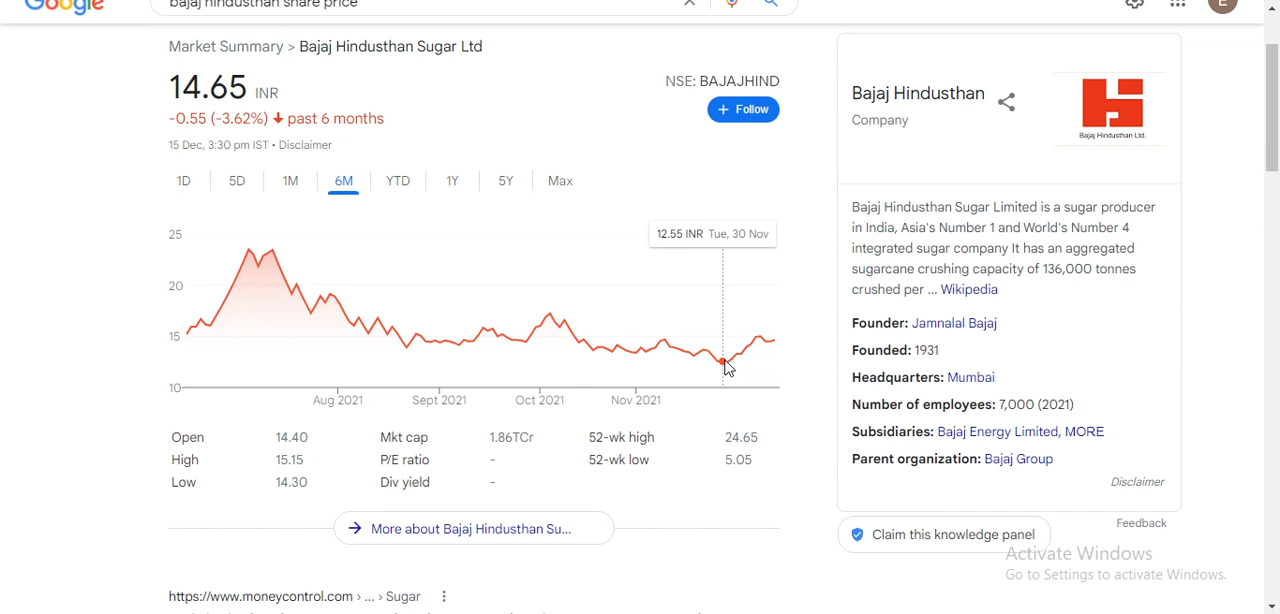 Google
bajaj hindusthan share price
E
Market Summary > Bajaj Hindusthan Sugar Ltd
14.65 INR
-0.55 (-3.62%) ↓ past 6 months
15 Dec, 3:30 pm IST • Disclaimer
NSE: BAJAJHIND
+ Follow
1D 5D 1M 6M YTD 1Y 5Y Max
12.55 INR Tue, 30 Nov
25
20
15
10
Aug 2021 Sept 2021 Oct 2021 Nov 2021
Open 14.40 Mkt cap 1.86TCr 52-wk high 24.65
High 15.15 P/E ratio - 52-wk low 5.05
Low 14.30 Div yield -
→ More about Bajaj Hindusthan Su...
https://www.moneycontrol.com › ... › Sugar
Bajaj Hindusthan
Company
Bajaj Hindusthan Ltd.
Bajaj Hindusthan Sugar Limited is a sugar producer
in India, Asia's Number 1 and World's Number 4
integrated sugar company It has an aggregated
sugarcane crushing capacity of 136,000 tonnes
crushed per ... Wikipedia
Founder: Jamnalal Bajaj
Founded: 1931
Headquarters: Mumbai
Number of employees: 7,000 (2021)
Subsidiaries: Bajaj Energy Limited, MORE
Parent organization: Bajaj Group
Disclaimer
Feedback
Claim this knowledge panel
Activate Windows
Go to Settings to activate Windows.